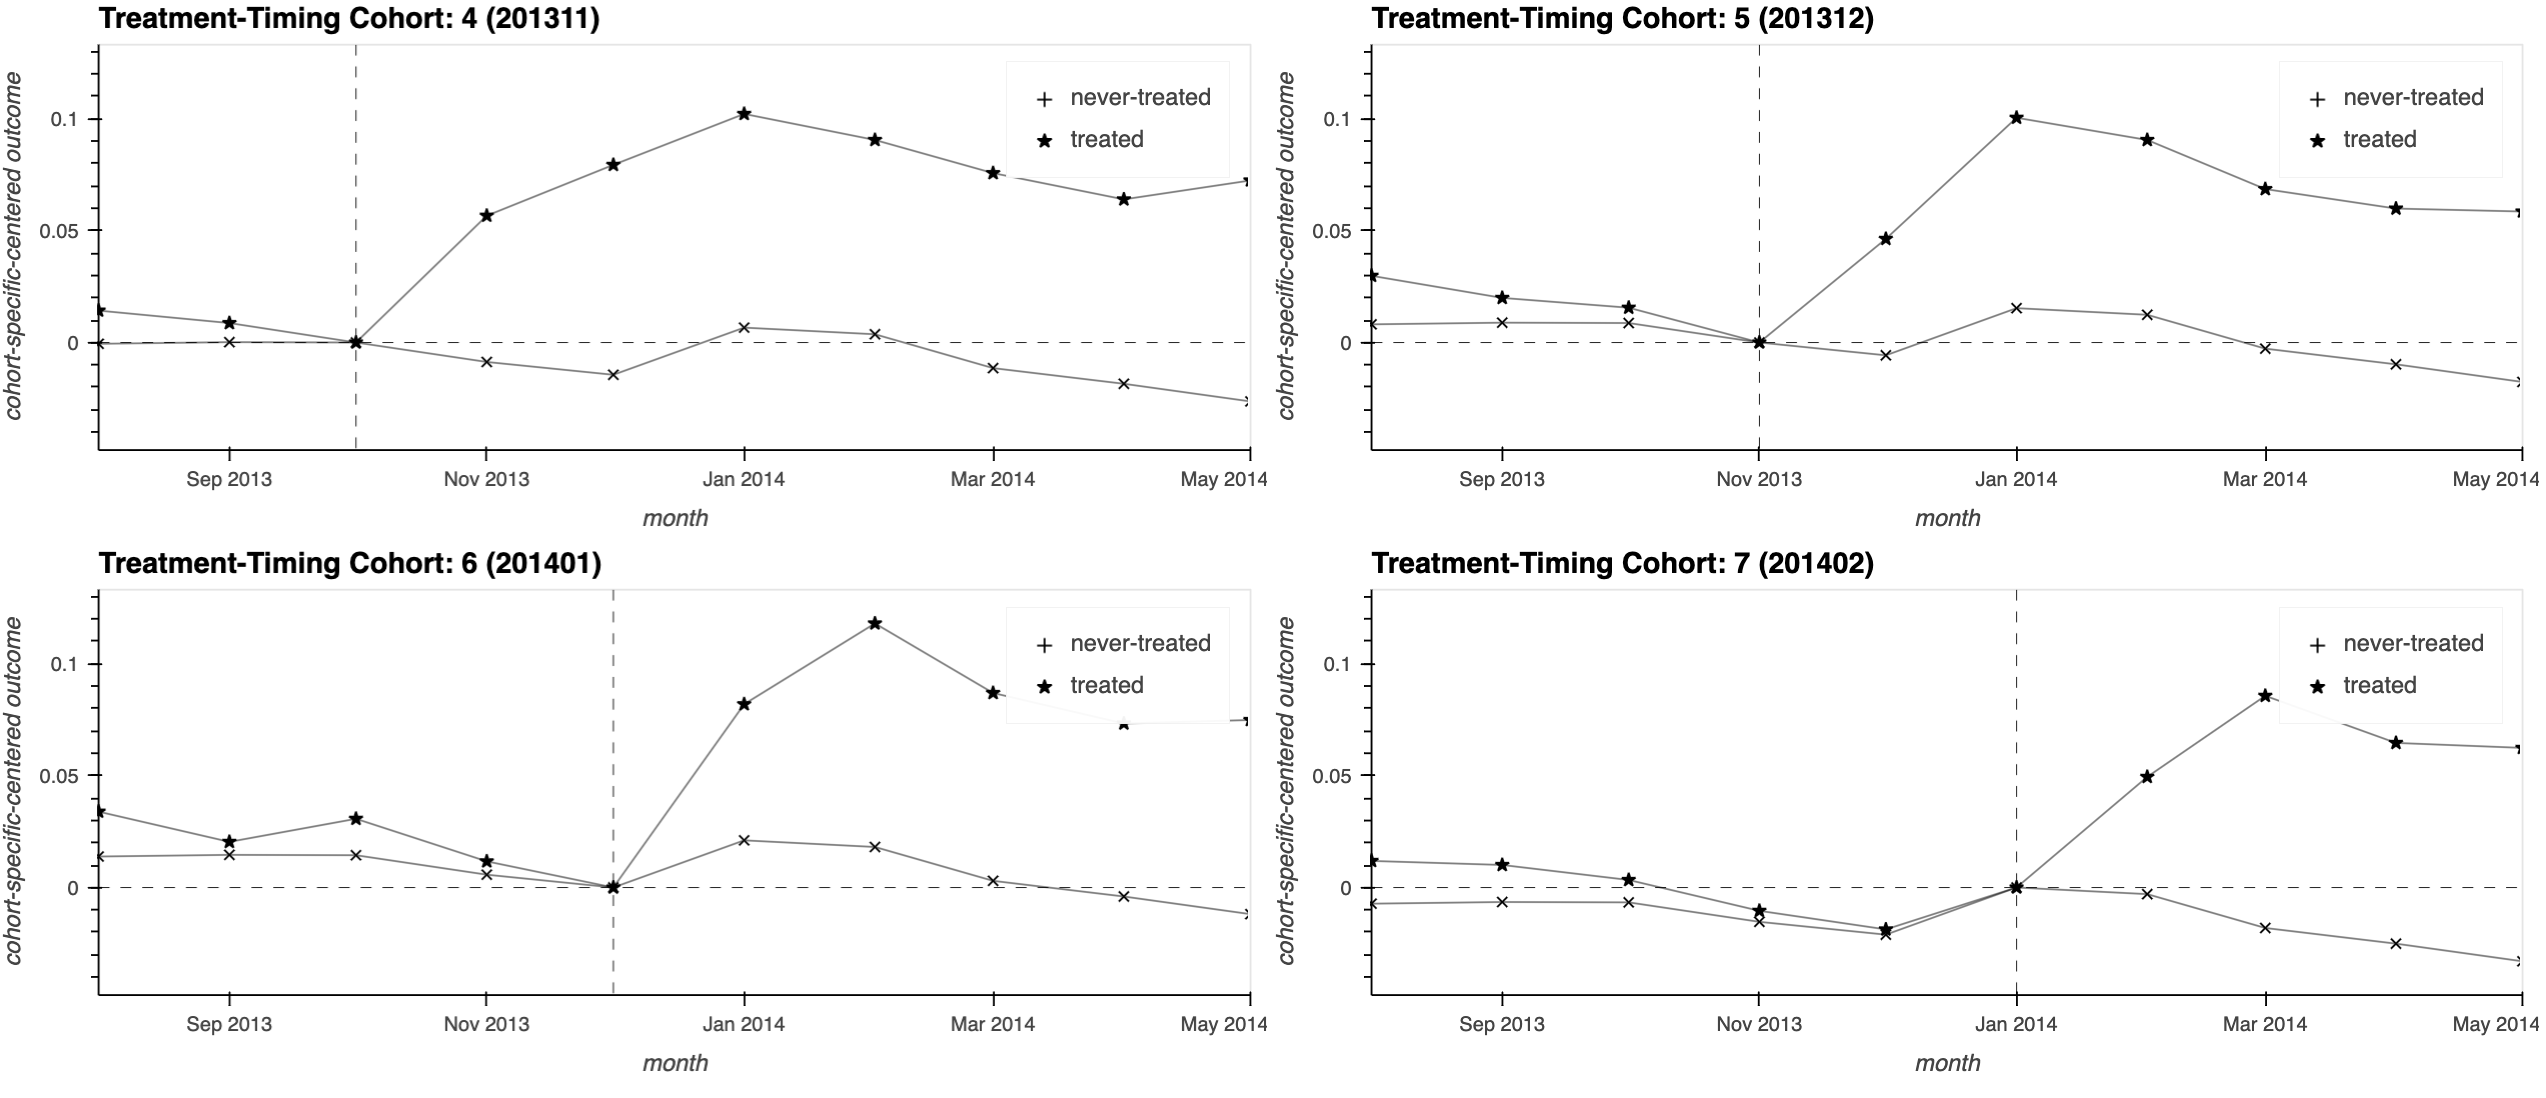 Treatment-Timing Cohort: 4 (201311)
cohort-specific-centered outcome
0.1
0.05
0
never-treated
treated
Sep 2013
Nov 2013
Jan 2014
Mar 2014
May 2014
month
Treatment-Timing Cohort: 5 (201312)
cohort-specific-centered outcome
0.1
0.05
0
never-treated
treated
Sep 2013
Nov 2013
Jan 2014
Mar 2014
May 2014
month
Treatment-Timing Cohort: 6 (201401)
cohort-specific-centered outcome
0.1
0.05
0
never-treated
treated
Sep 2013
Nov 2013
Jan 2014
Mar 2014
May 2014
month
Treatment-Timing Cohort: 7 (201402)
cohort-specific-centered outcome
0.1
0.05
0
never-treated
treated
Sep 2013
Nov 2013
Jan 2014
Mar 2014
May 2014
month